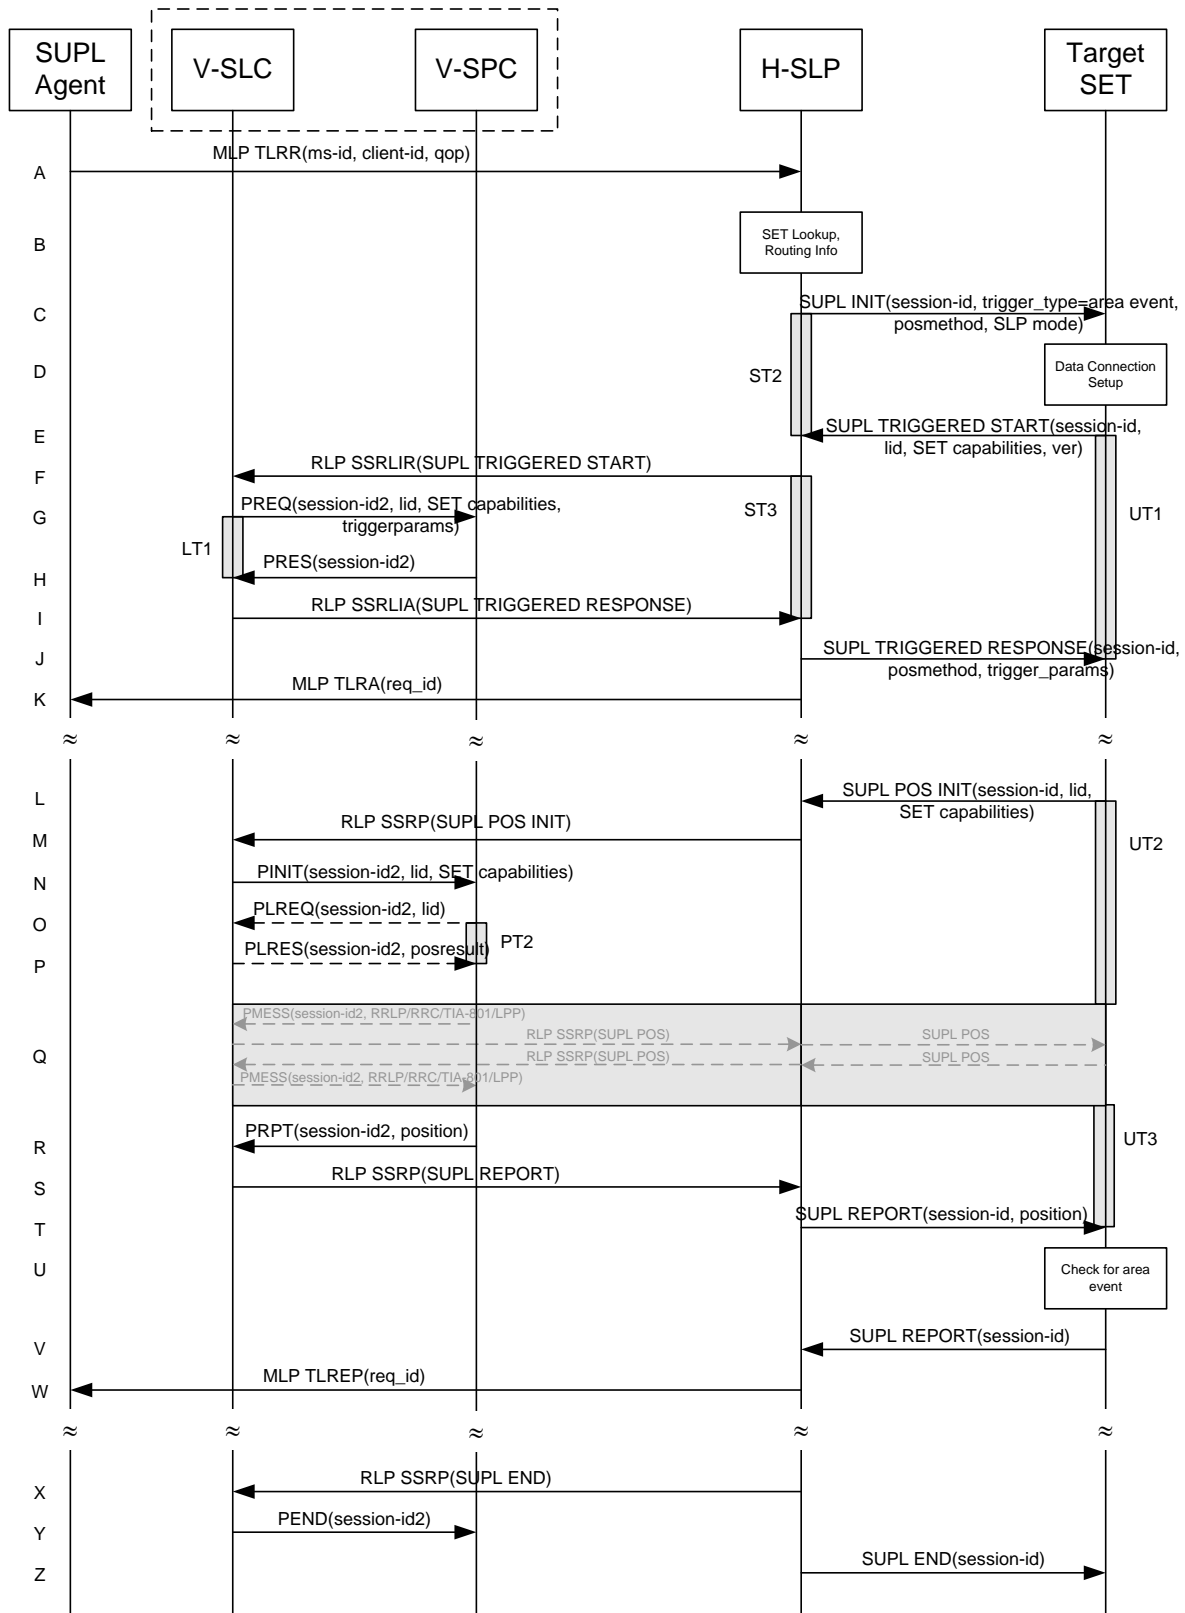 SUPL
Agent
V-SLC
V-SPC
H-SLP
Target
SET
MLP TLRR(ms-id, client-id, qop)
A
SET Lookup,
Routing Info
B
SUPL INIT(session-id, trigger_type=area event,
posmethod, SLP mode)
C
Data Connection
Setup
D
ST2
SUPL TRIGGERED START(session-id,
lid, SET capabilities, ver)
E
RLP SSRLIR(SUPL TRIGGERED START)
F
PREQ(session-id2, lid, SET capabilities,
triggerparams)
G
ST3
UT1
LT1
PRES(session-id2)
H
RLP SSRLIA(SUPL TRIGGERED RESPONSE)
I
SUPL TRIGGERED RESPONSE(session-id,
posmethod, trigger_params)
J
MLP TLRA(req_id)
K
≈ ≈ ≈ ≈ ≈
SUPL POS INIT(session-id, lid,
SET capabilities)
L
RLP SSRP(SUPL POS INIT)
M
UT2
PINIT(session-id2, lid, SET capabilities)
N
PLREQ(session-id2, lid)
O
PT2
PLRES(session-id2, posresult)
P
PMESS(session-id2, RRLP/RRC/TIA-801/LPP)
RLP SSRP(SUPL POS)
SUPL POS
Q
RLP SSRP(SUPL POS)
SUPL POS
PMESS(session-id2, RRLP/RRC/TIA-801/LPP)
PRPT(session-id2, position)
R
UT3
RLP SSRP(SUPL REPORT)
S
SUPL REPORT(session-id, position)
T
Check for area
event
U
SUPL REPORT(session-id)
V
MLP TLREP(req_id)
W
≈ ≈ ≈ ≈ ≈
RLP SSRP(SUPL END)
X
PEND(session-id2)
Y
SUPL END(session-id)
Z